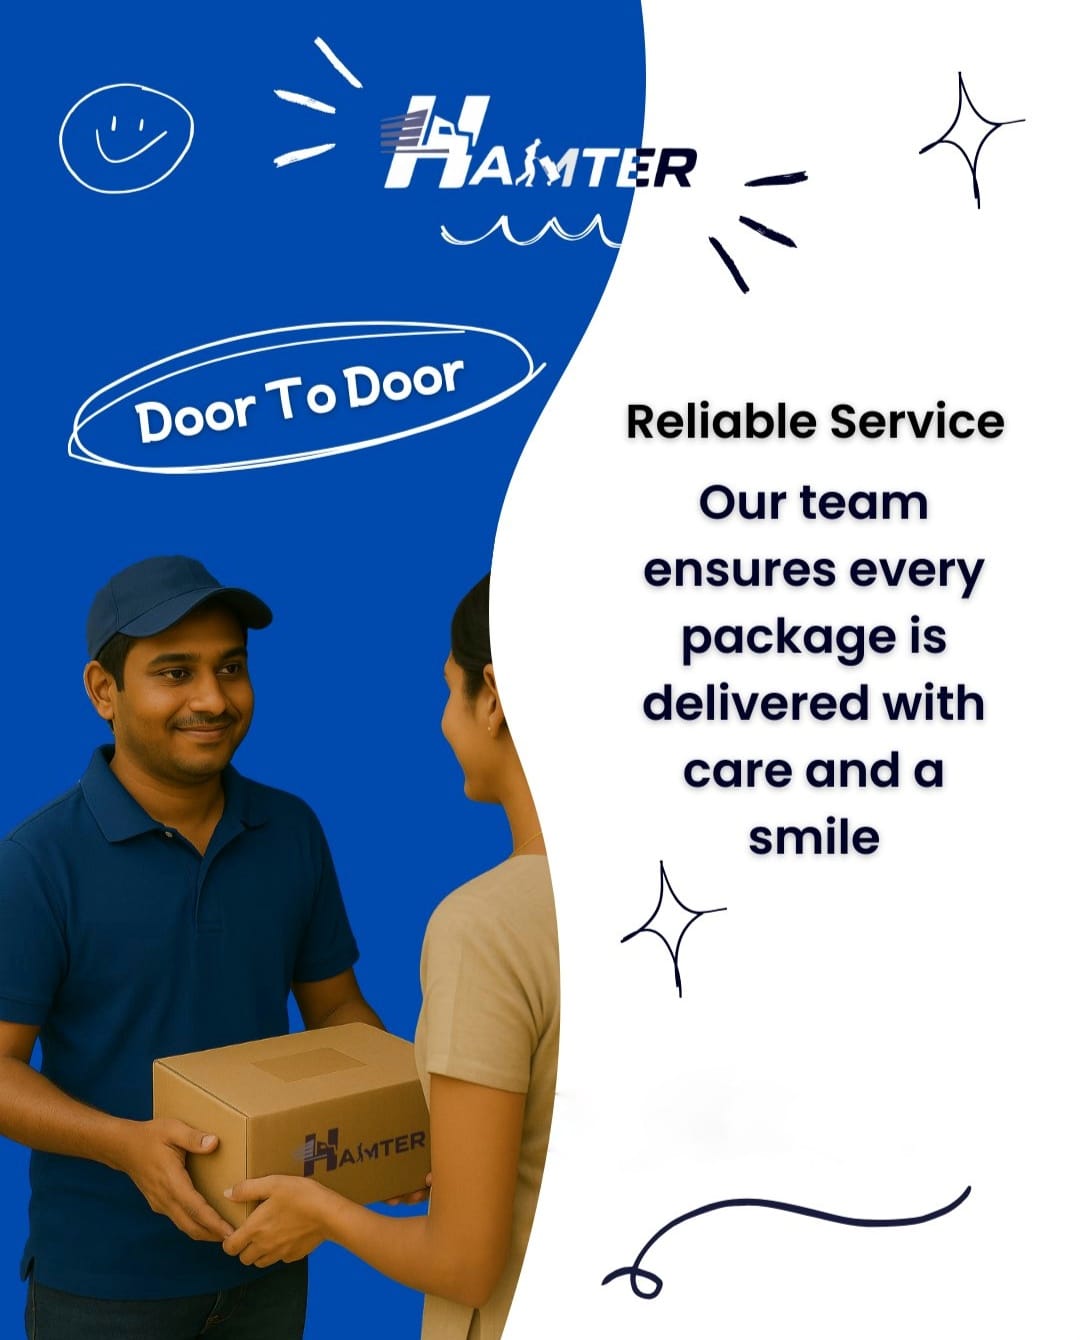 HAMTER
Door To Door
Reliable Service
Our team
ensures every
package is
delivered with
care and a
smile
HAMTER